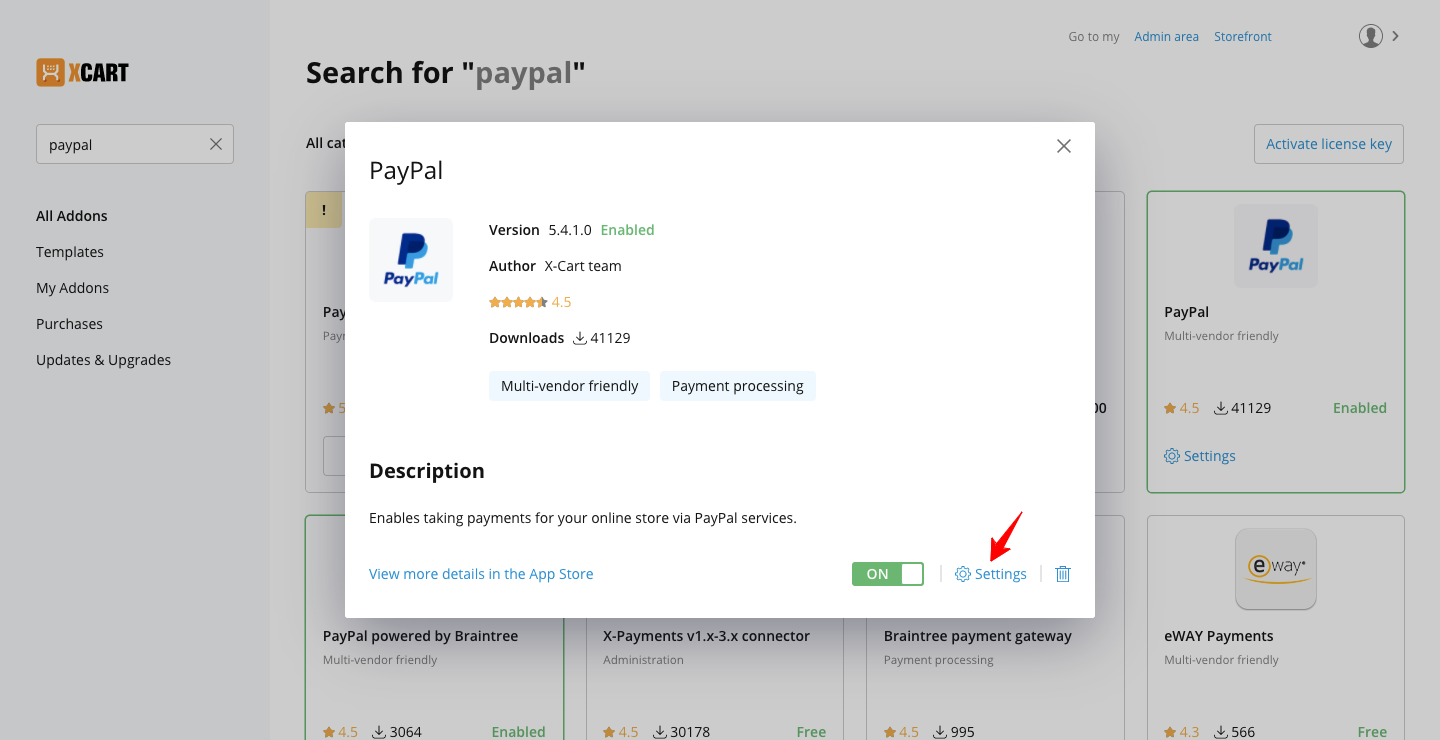 Go to my Admin area Storefront
XCART
Search for "paypal"
paypal
All Addons
Templates
My Addons
Purchases
Updates & Upgrades
All cat
Activate license key
!
Pay
5
00
PayPal
PayPal
Version 5.4.1.0 Enabled
Author X-Cart team
4.5
Downloads 41129
Multi-vendor friendly Payment processing
Description
Enables taking payments for your online store via PayPal services.
View more details in the App Store
ON Settings
PayPal
PayPal
Multi-vendor friendly
4.5 41129 Enabled
Settings
PayPal powered by Braintree
Multi-vendor friendly
4.5 3064 Enabled
X-Payments v1.x-3.x connector
Administration
4.5 30178 Free
Braintree payment gateway
Payment processing
4.5 995
eway
eWAY Payments
Multi-vendor friendly
4.3 566 Free